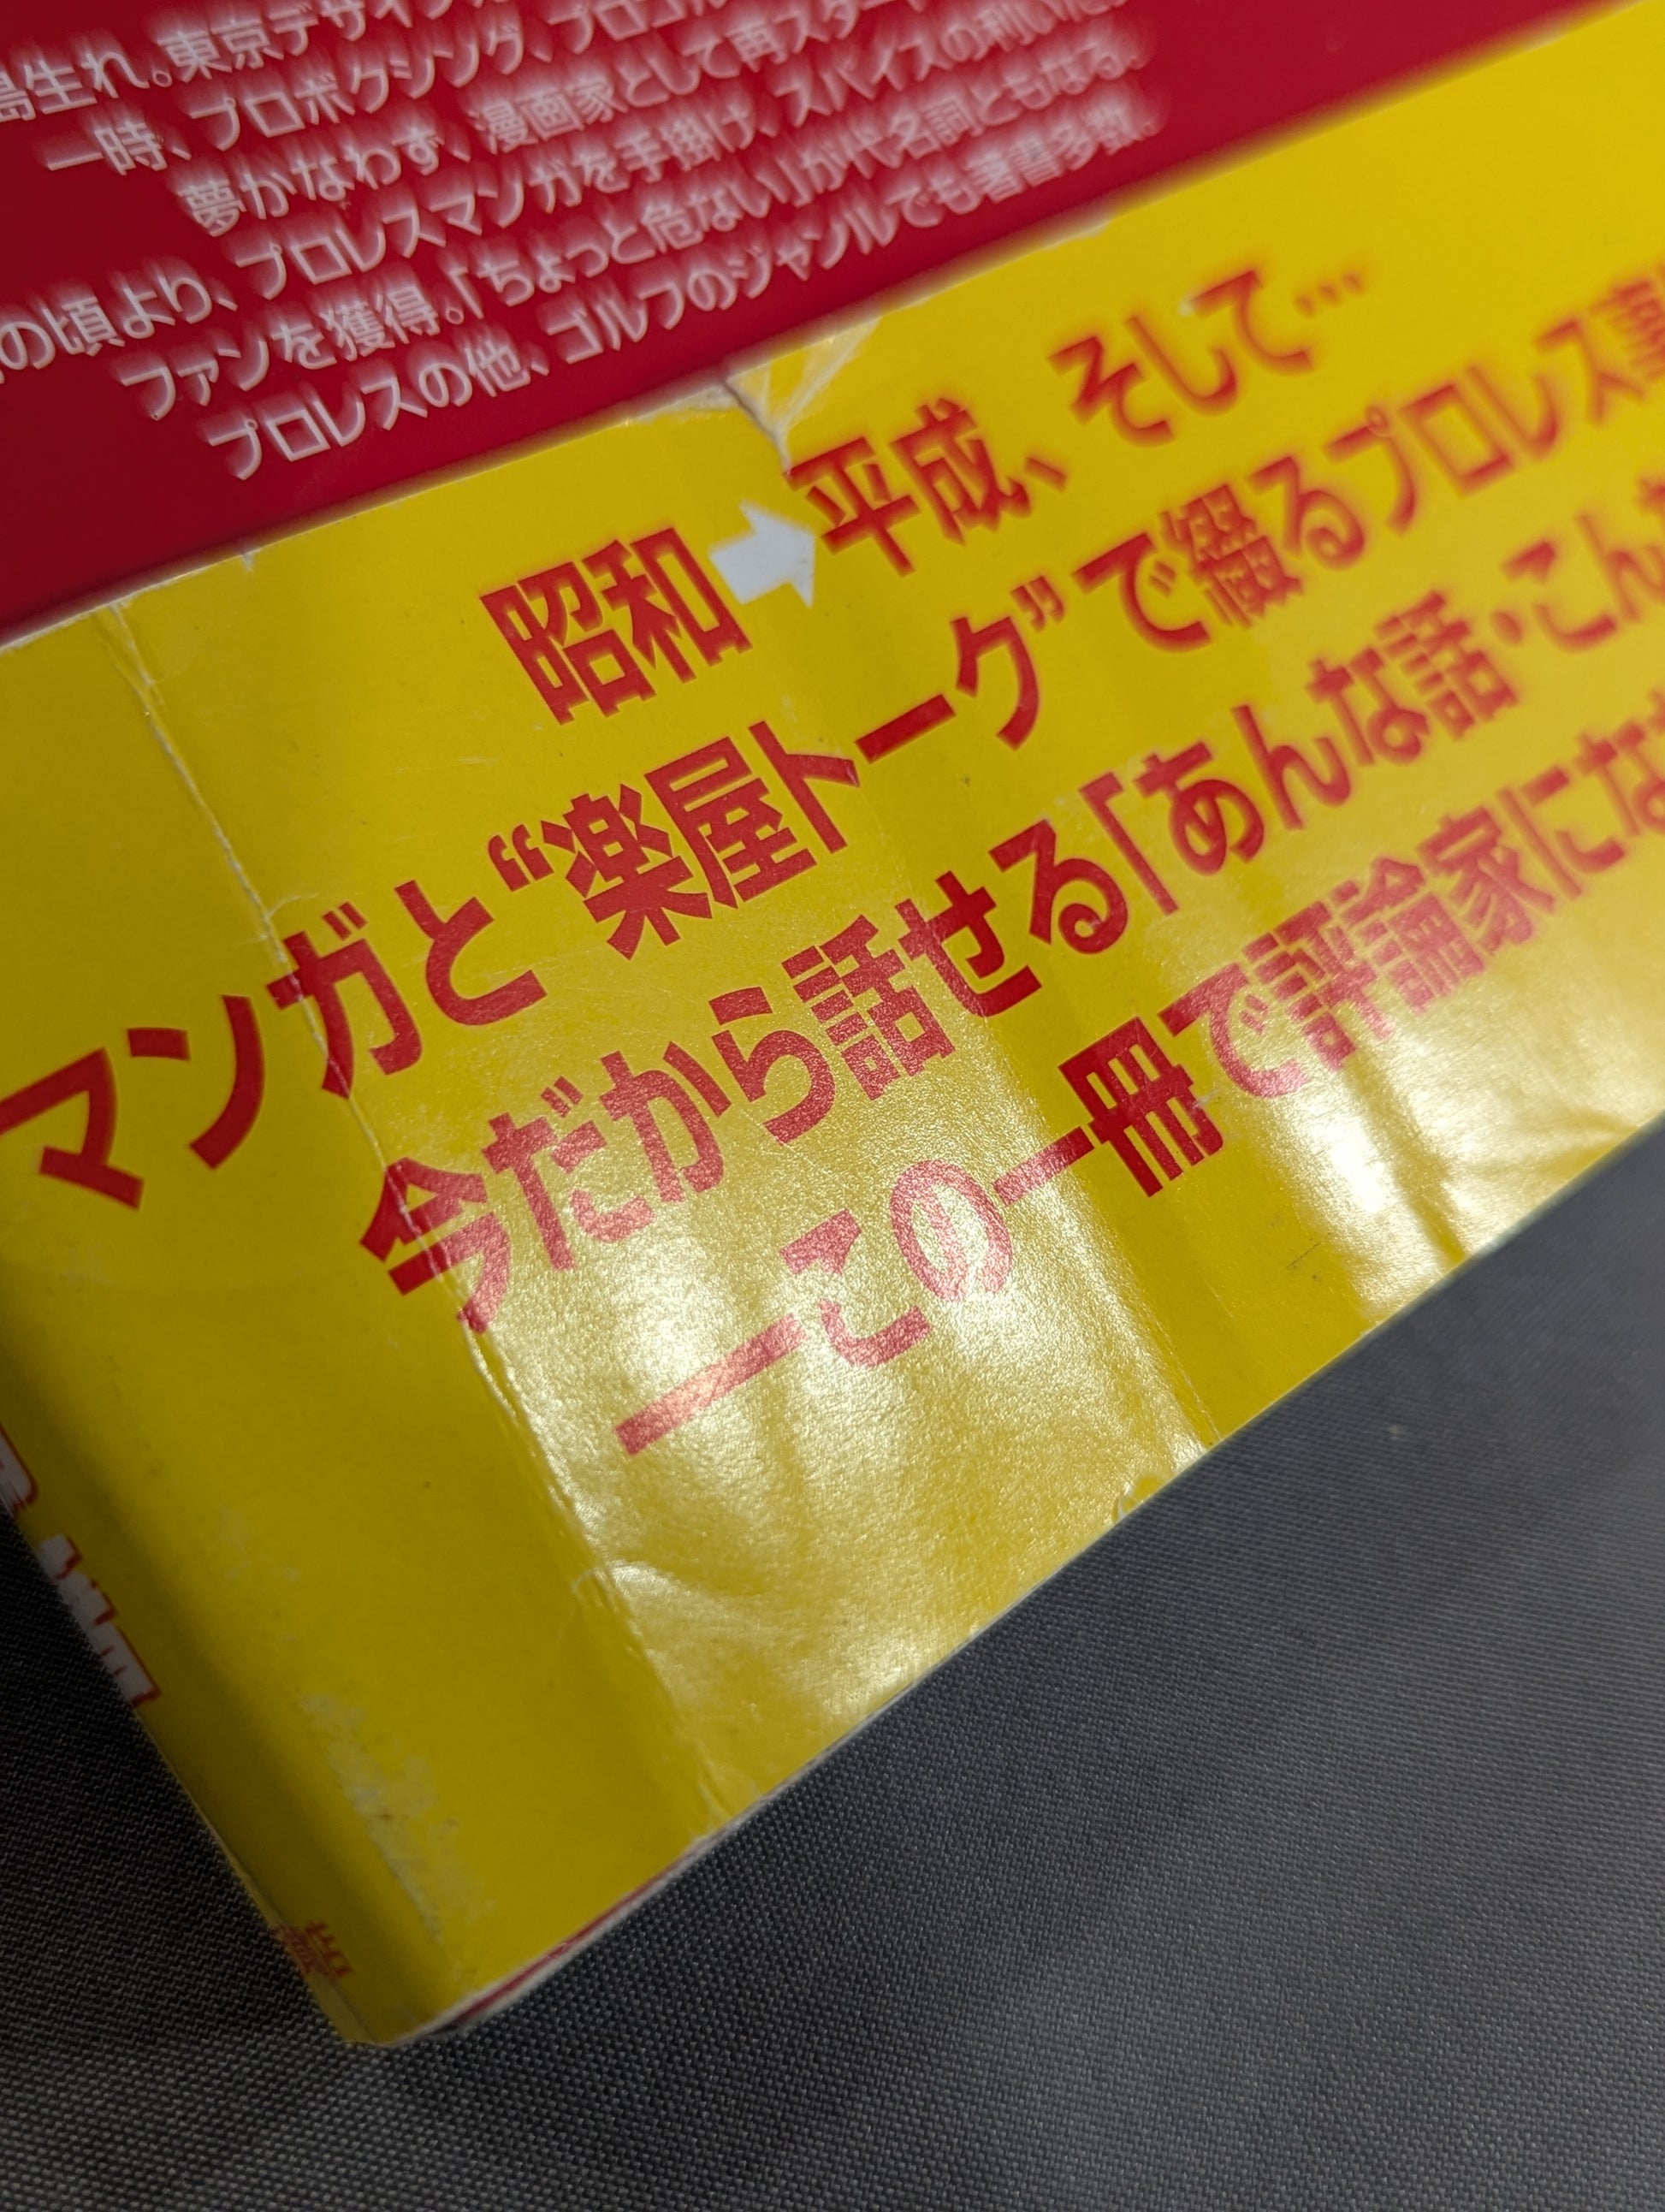 島生れ。東京デザイン
一時、プロボクシング、プロゴル
夢かなわず、漫画家として再スター
の頃より、プロレスマンガを手掛け、スパイスの利いた
ファンを獲得。「ちょっと危ない」が代名詞ともなる。
プロレスの他、ゴルフのジャンルでも著書多数。
昭和➡平成、そして…
マンガと“楽屋トーク”で綴るプロレス裏
今だから話せる「あんな話・こん
―この一冊で評論家にな